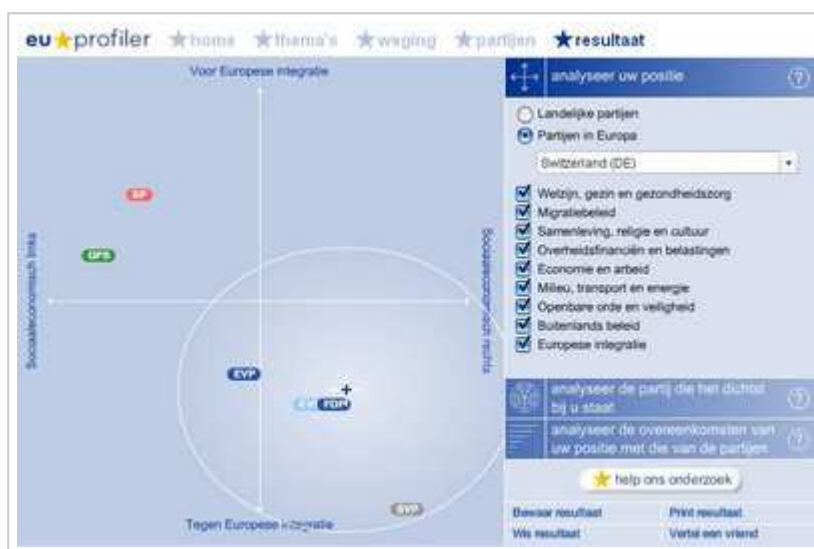 eu profiler home thema's weging partijen resultaat
Voor Europese integratie
Sociaaleconomisch links
SP
GPS
EVP
FDP
SVP
Sociaaleconomisch rechts
Tegen Europese integratie
analyseer uw positie ?
Landelijke partijen
Partijen in Europa
Switzerland (DE)
Welzijn, gezin en gezondheidszorg
Migratiebeleid
Samenleving, religie en cultuur
Overheidsfinanciën en belastingen
Economie en arbeid
Milieu, transport en energie
Openbare orde en veiligheid
Buitenlands beleid
Europese integratie
analyseer de partij die het dichtst
bij u staat ?
analyseer de overeenkomsten van
uw positie met die van de partijen ?
help ons onderzoek
Bewaar resultaat Print resultaat
Wis resultaat Vertel een vriend